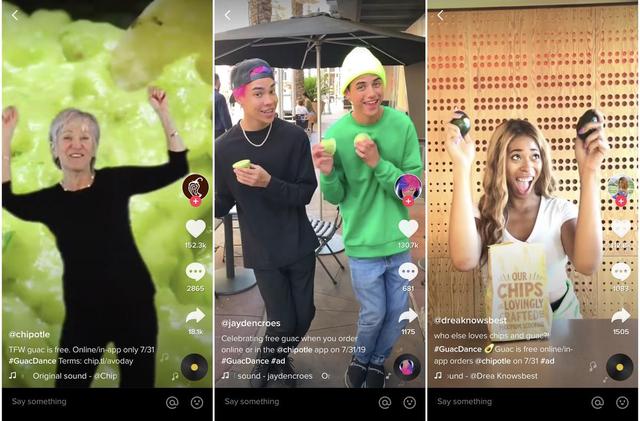 152.3k
2865
18.1k
@chipotle
TFW guac is free. Online/in-app only 7/31
#GuacDance Terms: chip.tl/avoday
Original sound - @Chip
Say something
130.7k
681
1175
@jaydencroes
Celebrating free guac when you order
online or in the @chipotle app on 7/31/19
#GuacDance #ad
sound - jaydencroes
Say something
OUR
CHIPS
LOVINGLY
1083
1505
@dreaknowsbest
who else loves chips and guac?!
#GuacDance 🥑 Guac is free online/in-
app orders @chipotle on 7/31 #ad
und - @Drea Knowsbest
Say something